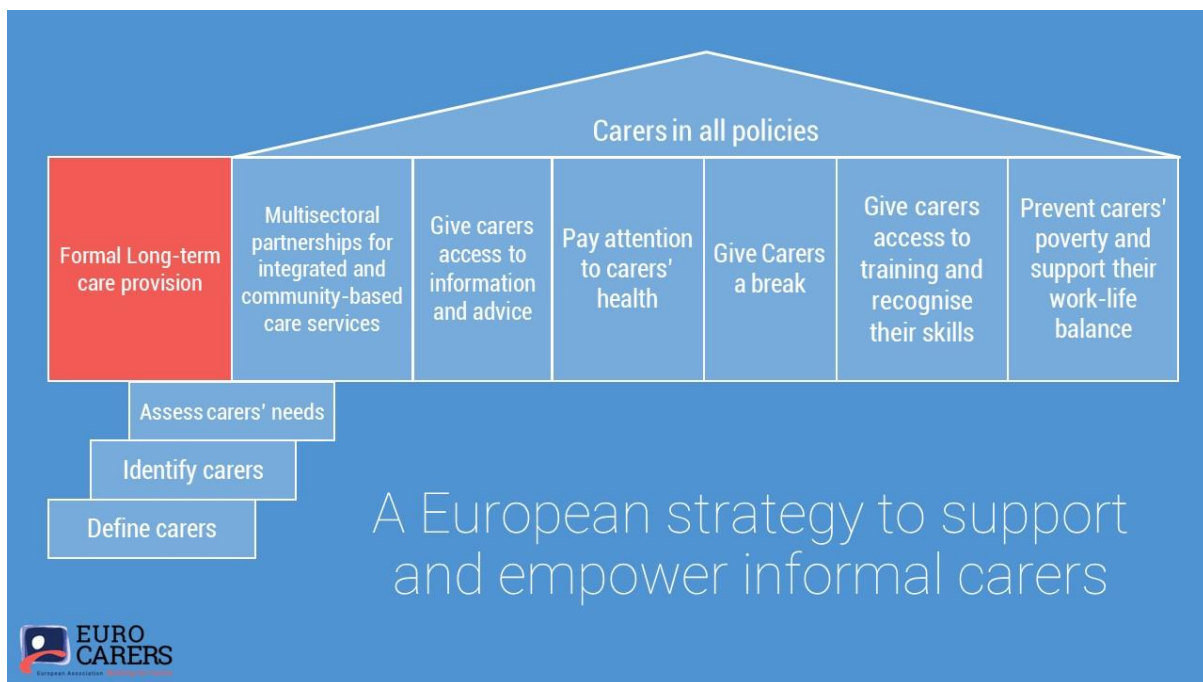 Carers in all policies
Formal Long-term
care provision
Multisectoral
partnerships for
integrated and
community-based
care services
Give carers
access to
information
and advice
Pay attention
to carers'
health
Give Carers
a break
Give carers
access to
training and
recognise
their skills
Prevent carers'
poverty and
support their
work-life
balance
Assess carers' needs
Identify carers
Define carers
A European strategy to support
and empower informal carers
EURO
CARERS
European Association